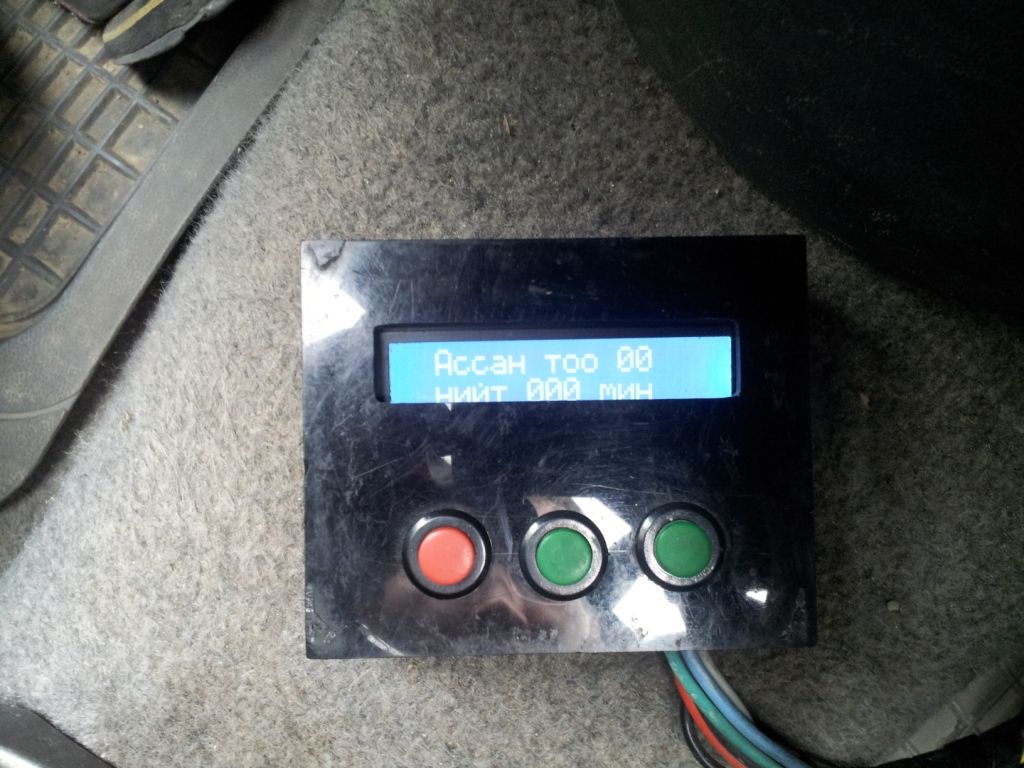 Ассан тоо 00
нийт 000 мин